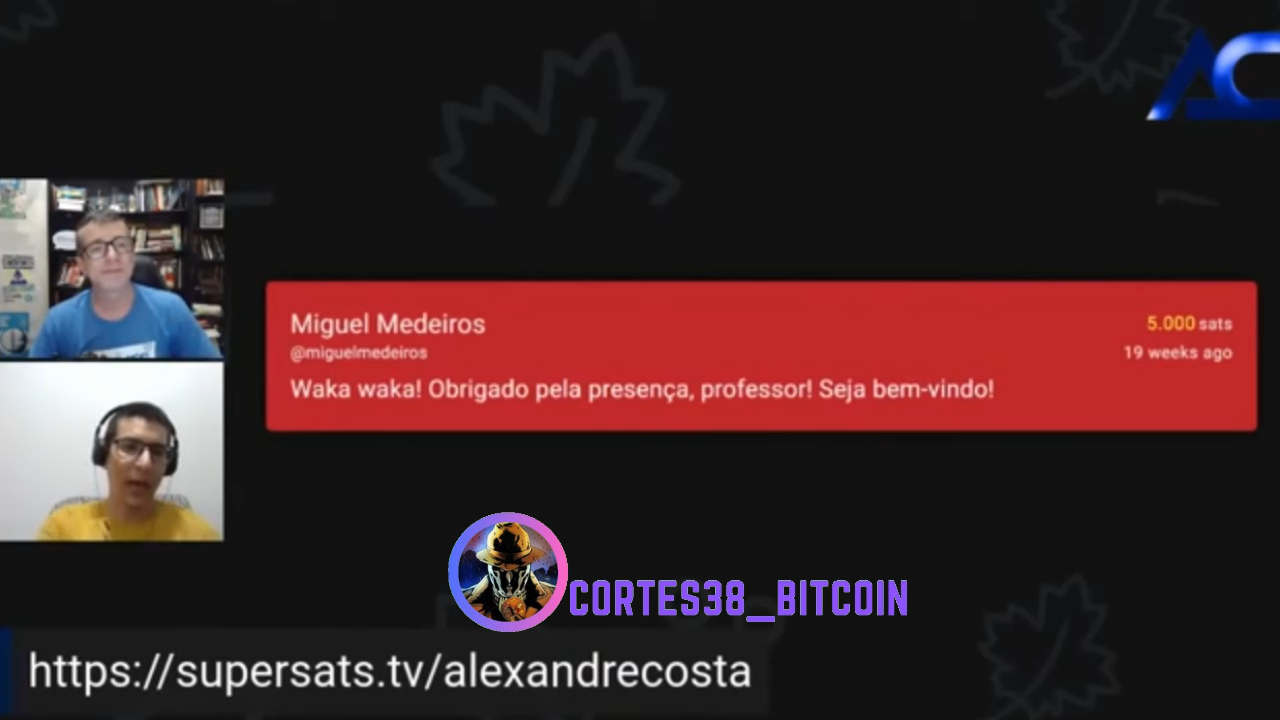 AC
Miguel Medeiros
5.000 sats
@miguelmedeiros
19 weeks ago
Waka waka! Obrigado pela presença, professor! Seja bem-vindo!
CORTES38_BITCOIN
https://supersats.tv/alexandrecosta